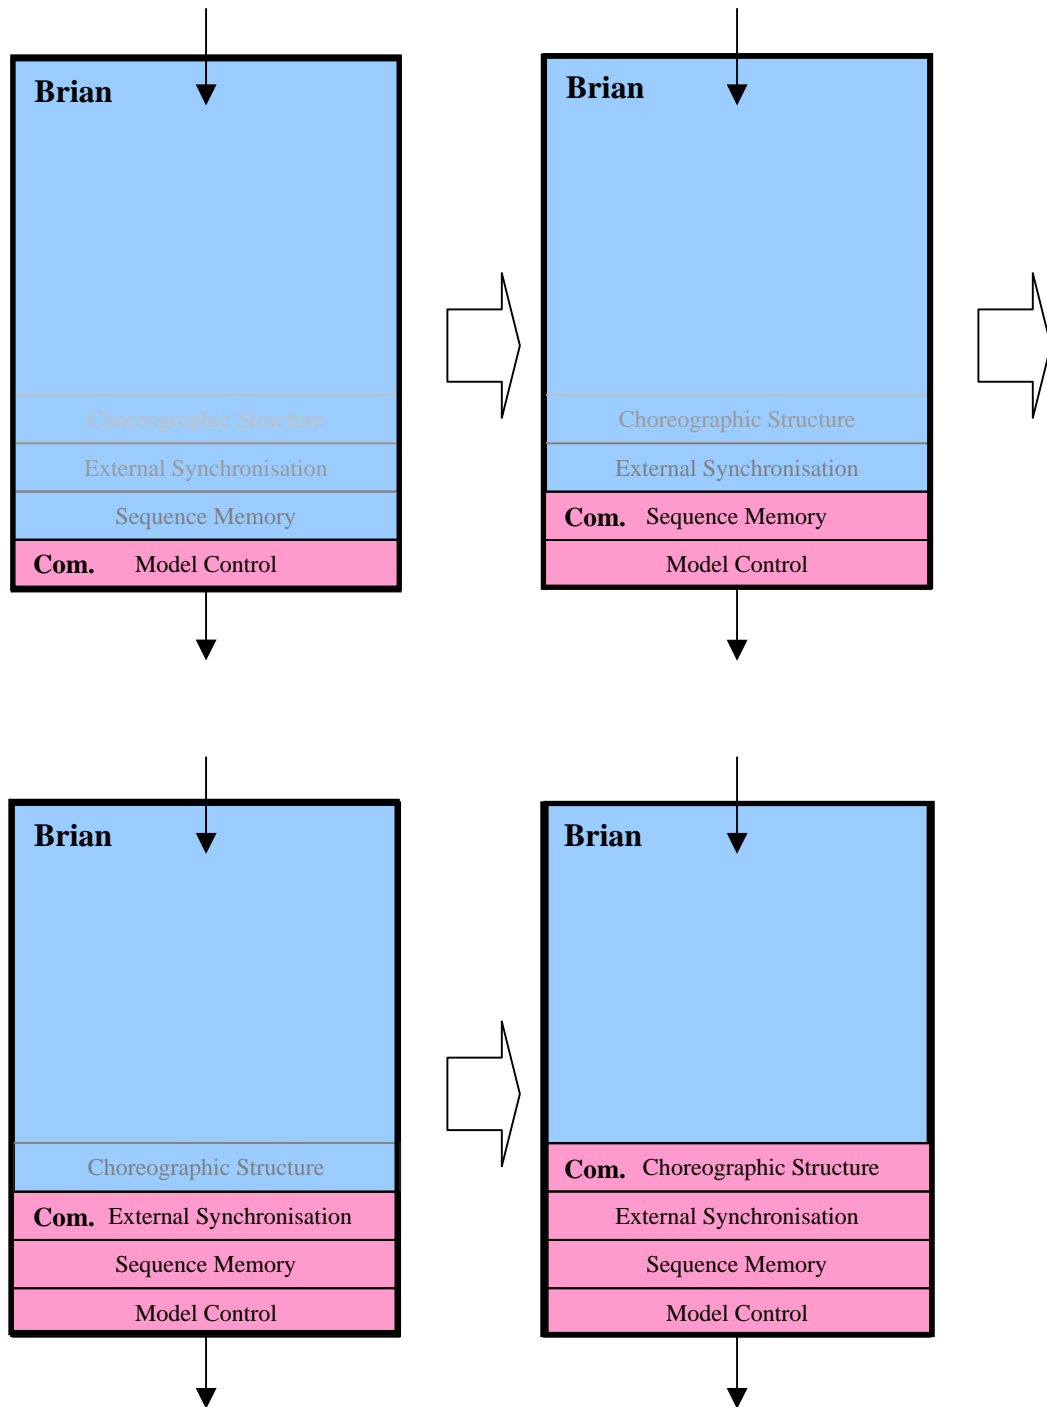 Brian
Choreographic Structure
External Synchronisation
Sequence Memory
Com. Model Control
Brian
Choreographic Structure
External Synchronisation
Com. Sequence Memory
Model Control
Brian
Choreographic Structure
Com. External Synchronisation
Sequence Memory
Model Control
Brian
Com. Choreographic Structure
External Synchronisation
Sequence Memory
Model Control